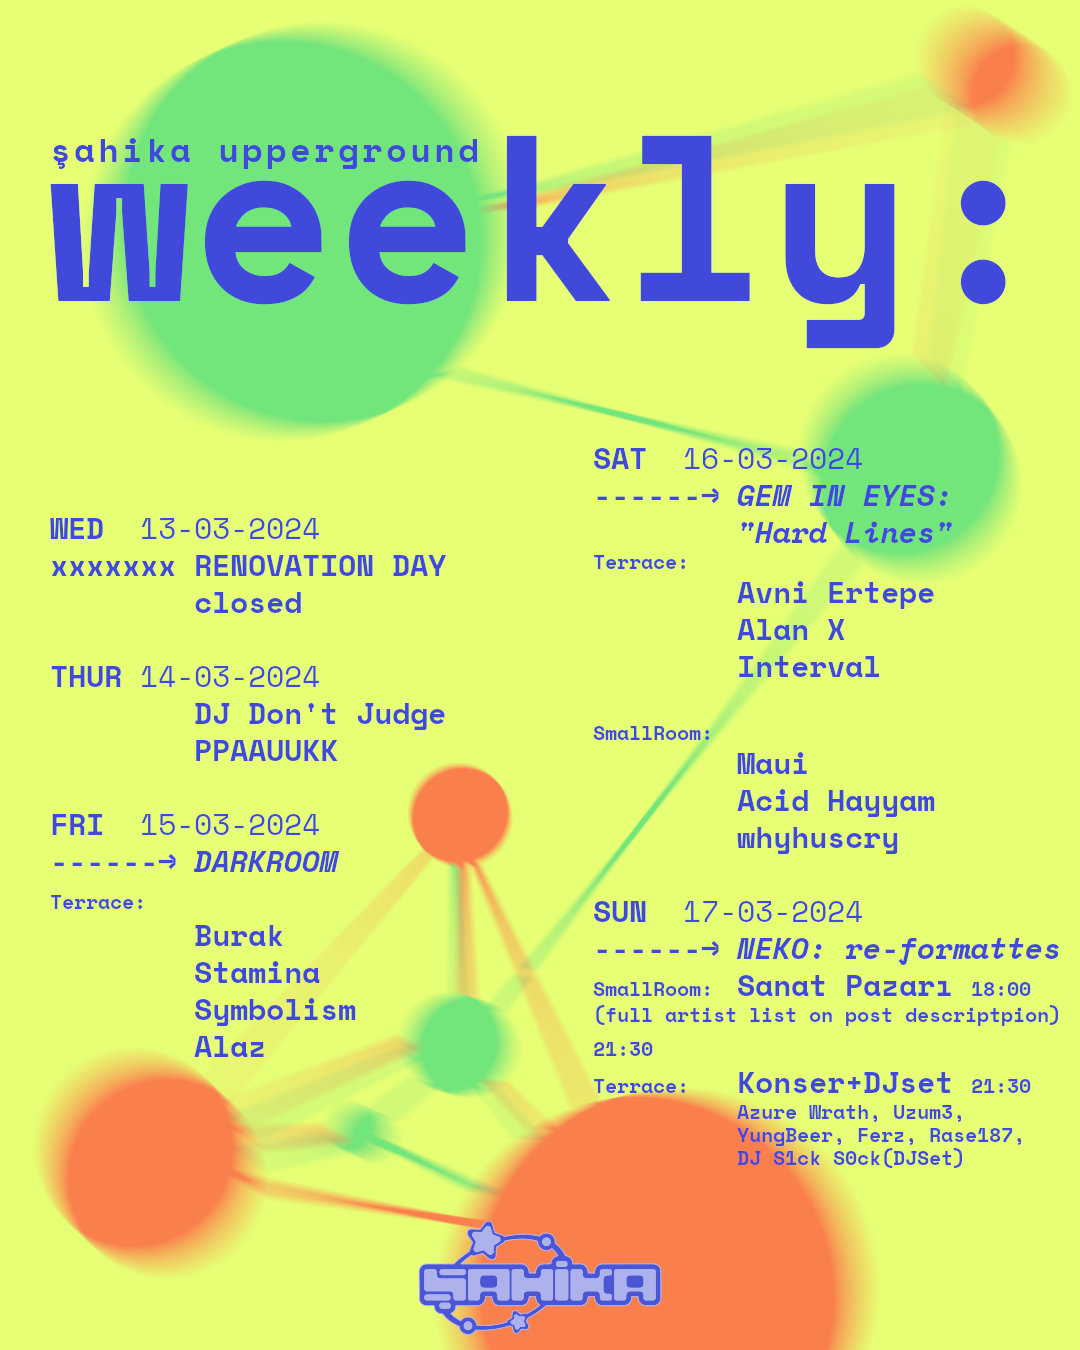 şahika upperground
weekly:
WED 13-03-2024
xxxxxxx RENOVATION DAY
closed
THUR 14-03-2024
DJ Don't Judge
PPAAUUKK
FRI 15-03-2024
------→ DARKROOM
Terrace:
Burak
Stamina
Symbolism
Alaz
SAT 16-03-2024
------→ GEM IN EYES:
"Hard Lines"
Terrace:
Avni Ertepe
Alan X
Interval
SmallRoom:
Maui
Acid Hayyam
whyhuscry
SUN 17-03-2024
------→ NEKO: re-formattes
SmallRoom: Sanat Pazarı 18:00
(full artist list on post descriptpion)
21:30
Terrace: Konser+DJset 21:30
Azure Wrath, Uzum3,
YungBeer, Ferz, Rase187,
DJ S1ck S0ck(DJSet)
ŞAHİKA